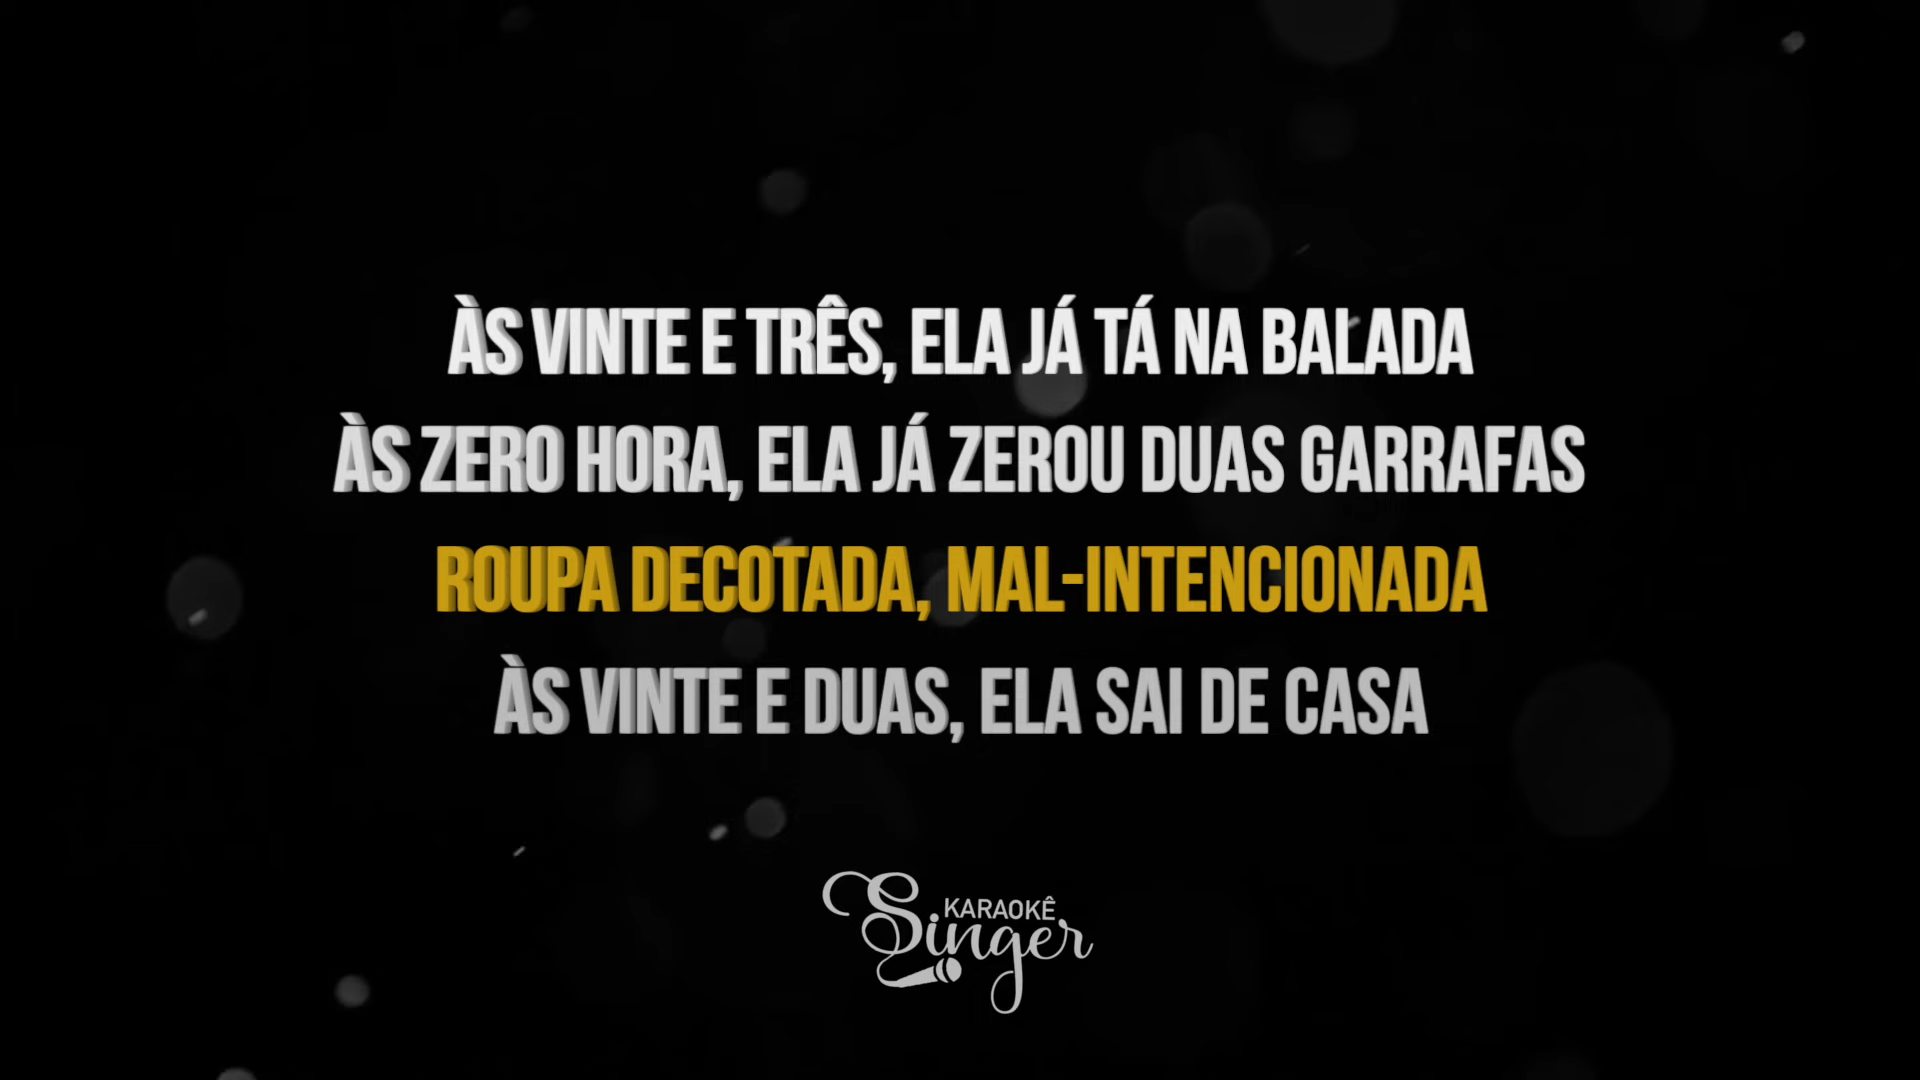 ÀS VINTE E TRÊS, ELA JÁ TÁ NA BALADA
ÀS ZERO HORA, ELA JÁ ZEROU DUAS GARRAFAS
ROUPA DECOTADA, MAL-INTENCIONADA
ÀS VINTE E DUAS, ELA SAI DE CASA
KARAOKÊ
Singer